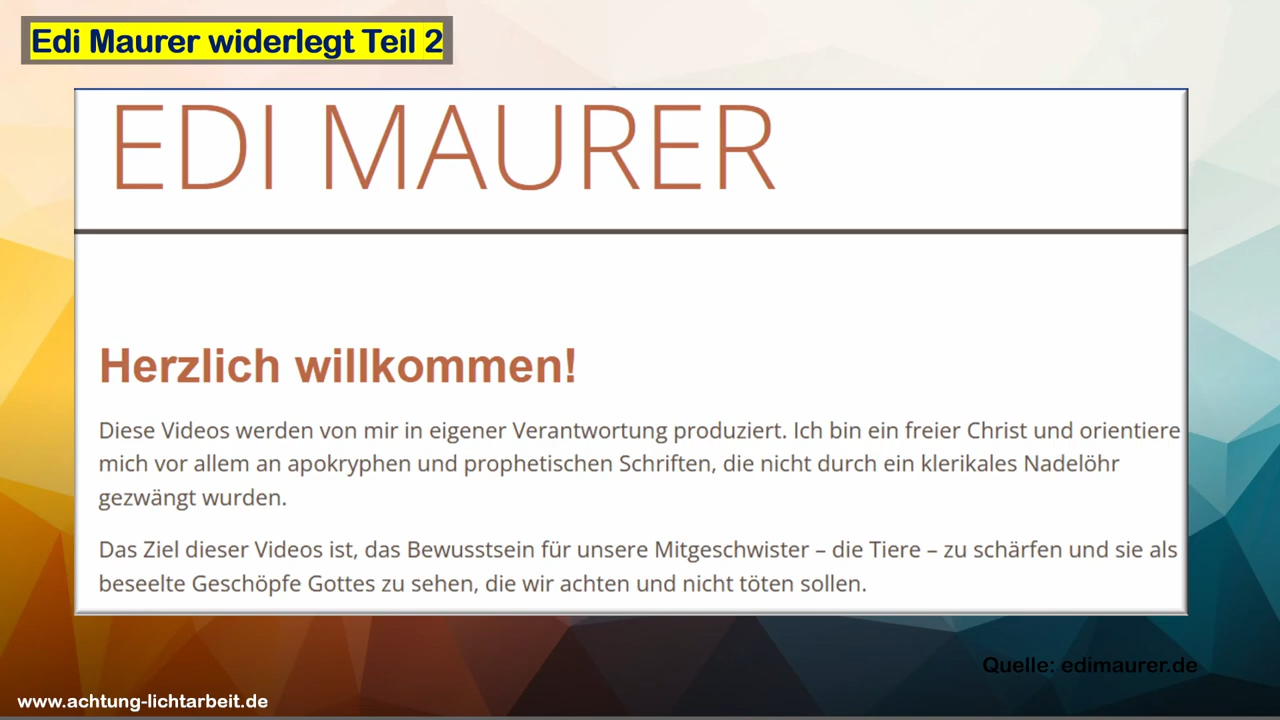 Edi Maurer widerlegt Teil 2
EDI MAURER
Herzlich willkommen!
Diese Videos werden von mir in eigener Verantwortung produziert. Ich bin ein freier Christ und orientiere
mich vor allem an apokryphen und prophetischen Schriften, die nicht durch ein klerikales Nadelöhr
gezwängt wurden.
Das Ziel dieser Videos ist, das Bewusstsein für unsere Mitgeschwister – die Tiere – zu schärfen und sie als
beseelte Geschöpfe Gottes zu sehen, die wir achten und nicht töten sollen.
Quelle: edimaurer.de
www.achtung-lichtarbeit.de